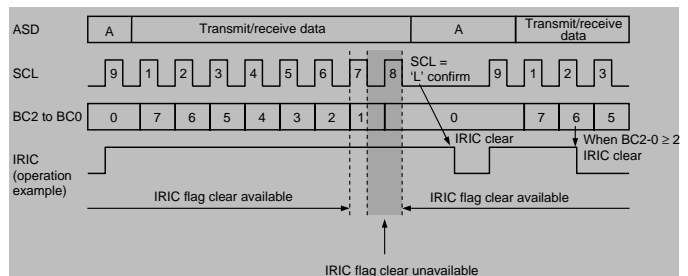 ASD
A
Transmit/receive data
A
Transmit/receive
data
SCL
9 1 2 3 4 5 6 7 8
SCL =
'L' confirm
9 1 2 3
BC2 to BC0
0 7 6 5 4 3 2 1 0 7 6 5
IRIC clear
When BC2-0 ≥ 2
IRIC clear
IRIC
(operation
example)
IRIC flag clear available
IRIC flag clear available
IRIC flag clear unavailable